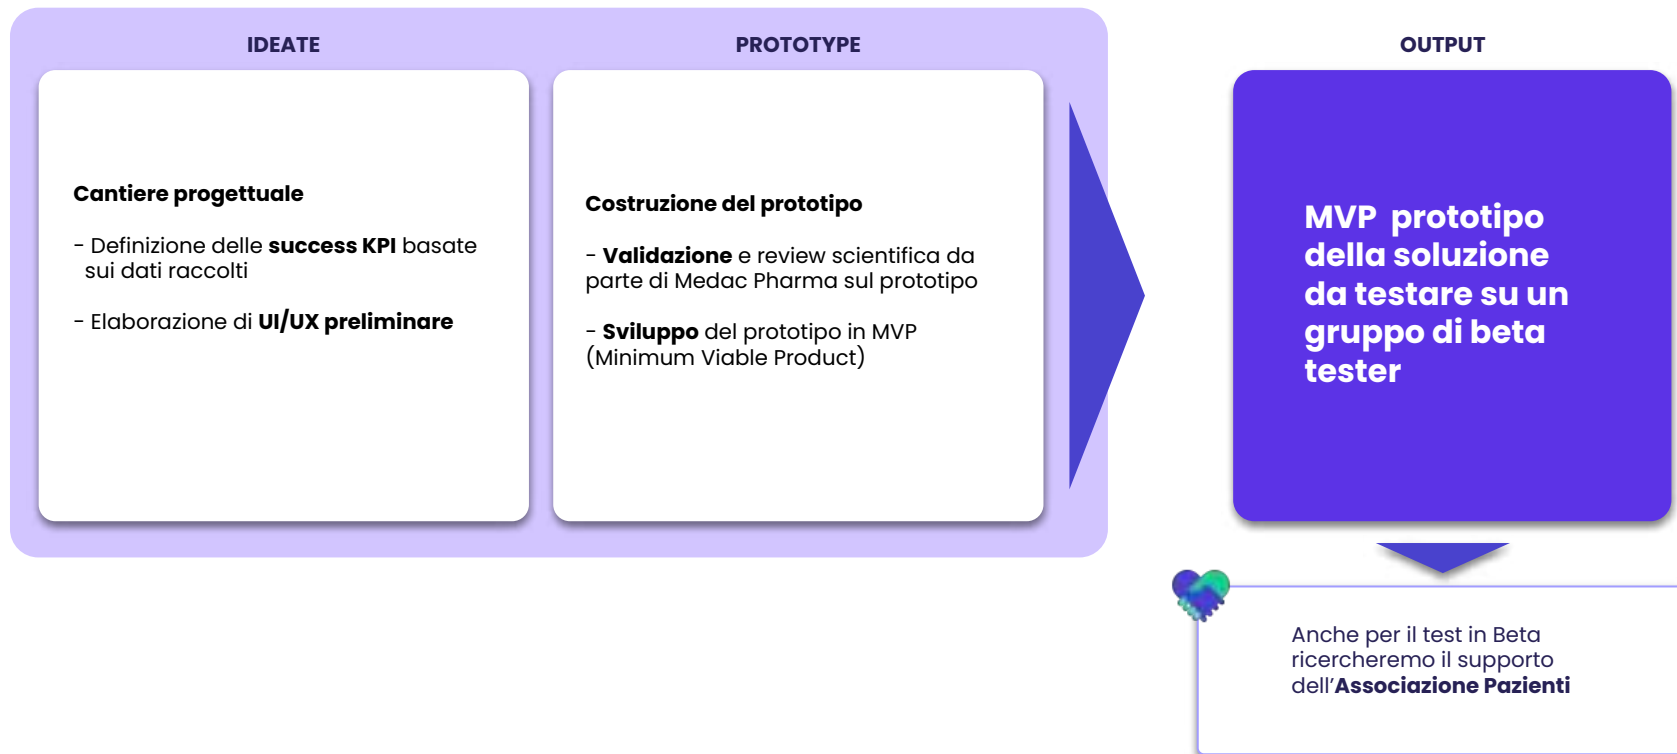 IDEATE
Cantiere progettuale
- Definizione delle success KPI basate
sui dati raccolti
- Elaborazione di UI/UX preliminare
PROTOTYPE
Costruzione del prototipo
- Validazione e review scientifica da
parte di Medac Pharma sul prototipo
- Sviluppo del prototipo in MVP
(Minimum Viable Product)
OUTPUT
MVP prototipo
della soluzione
da testare su un
gruppo di beta
tester
Anche per il test in Beta
ricercheremo il supporto
dell’Associazione Pazienti